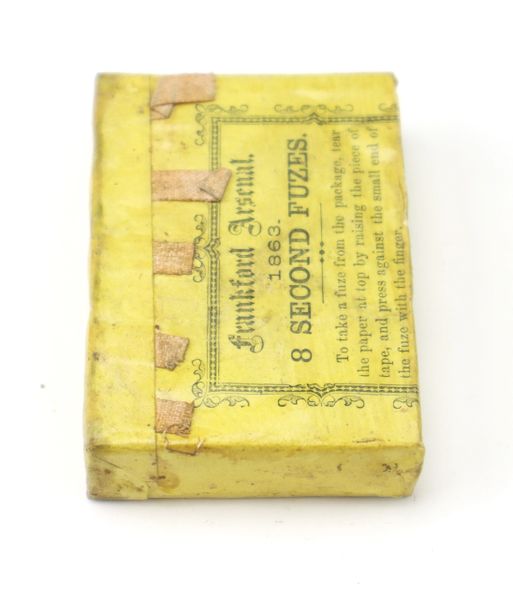 Frankford Arsenal,
1863.
8 SECOND FUZES.
To take a fuze from the package, tear
the paper at top by raising the piece of
tape, and press against the small end of
the fuze with the finger.